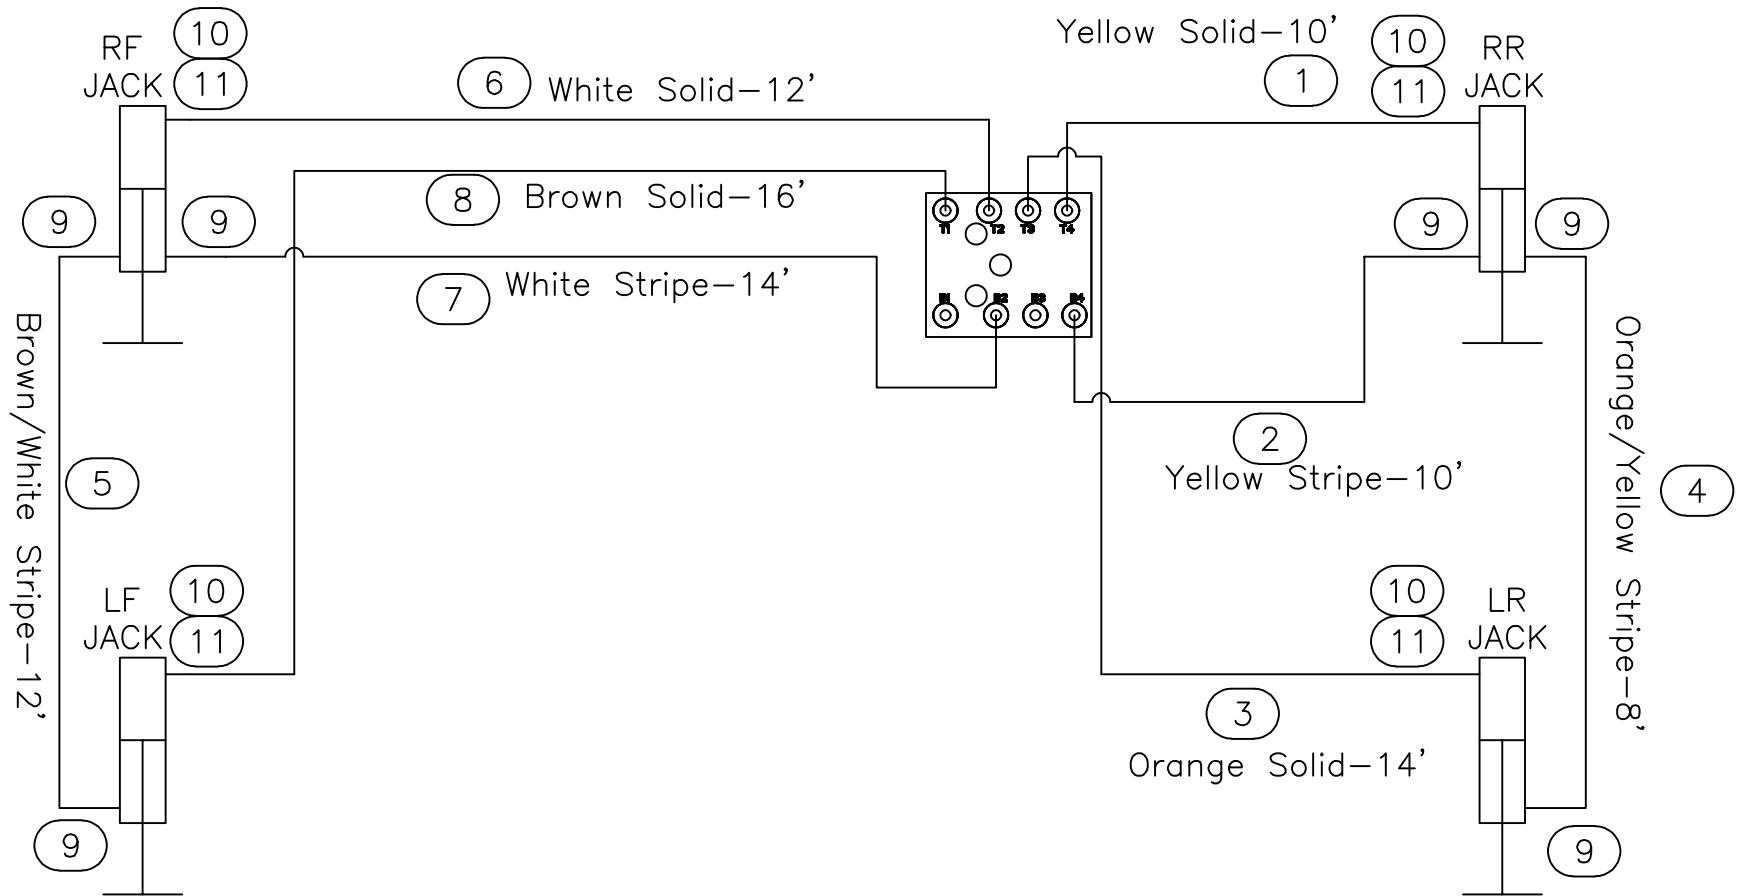 RF
JACK
10
11
6
White Solid-12'
Yellow Solid-10'
1
10
11
RR
JACK
8
Brown Solid-16'
9
9
7
White Stripe-14'
T1
T2
T3
T4
B1
B2
B3
B4
9
9
Brown/White Stripe-12'
5
2
Yellow Stripe-10'
Orange/Yellow Stripe-8'
4
LF
JACK
10
11
10
11
LR
JACK
3
Orange Solid-14'
9
9